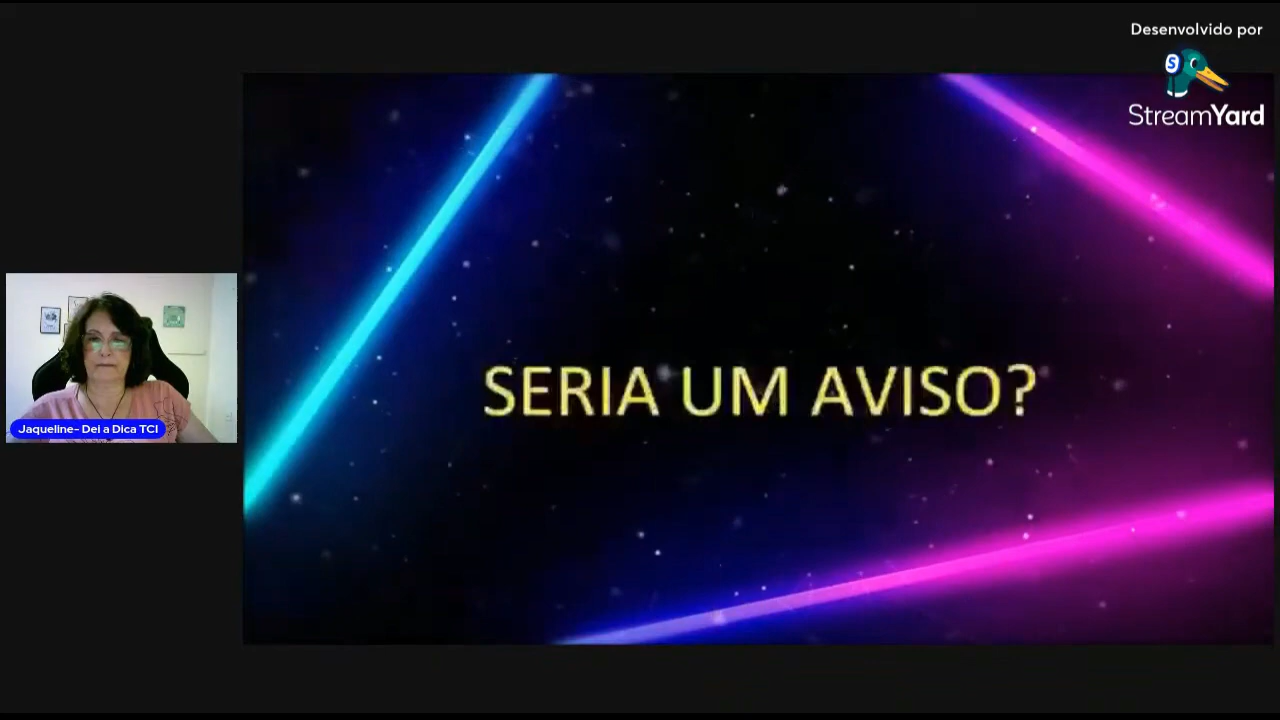 Desenvolvido por
StreamYard
SERIA UM AVISO?
Jaqueline- Dei a Dica TCI